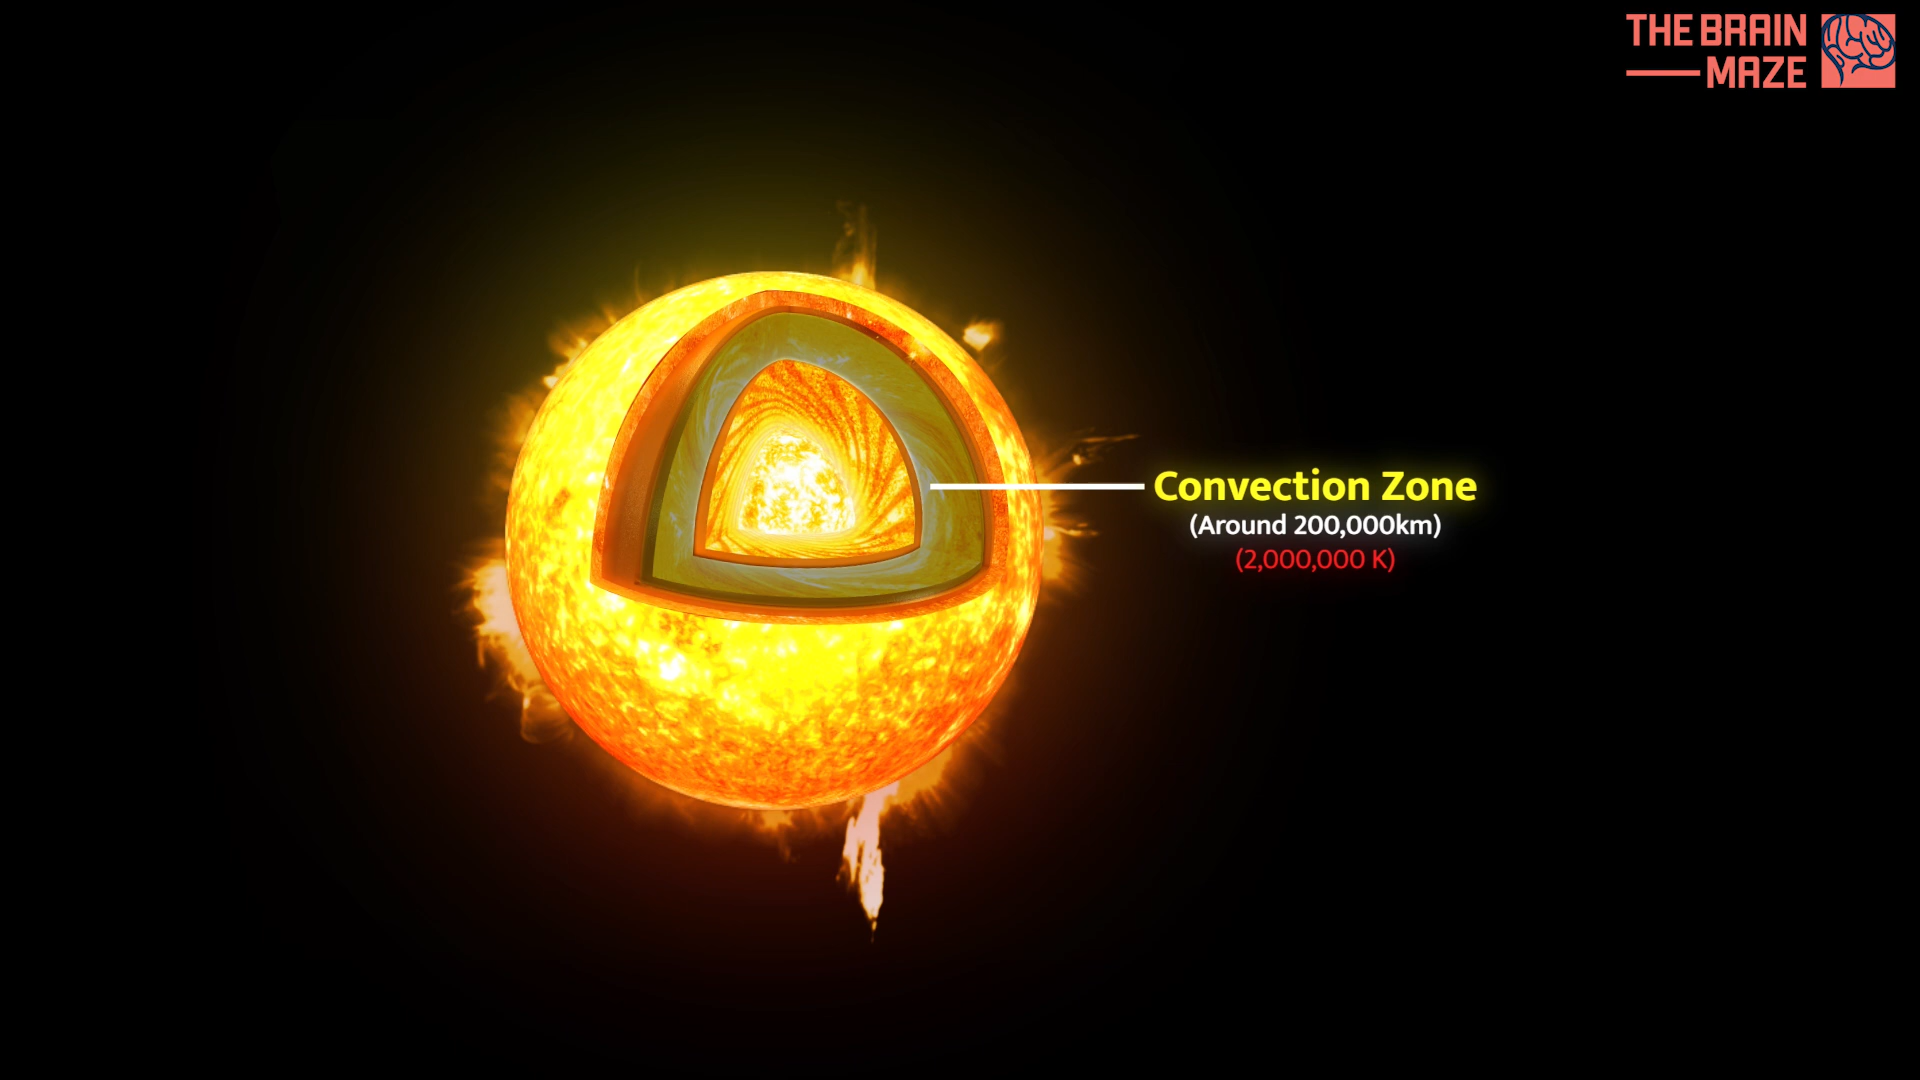 THE BRAIN
MAZE
Convection Zone
(Around 200,000km)
(2,000,000 K)